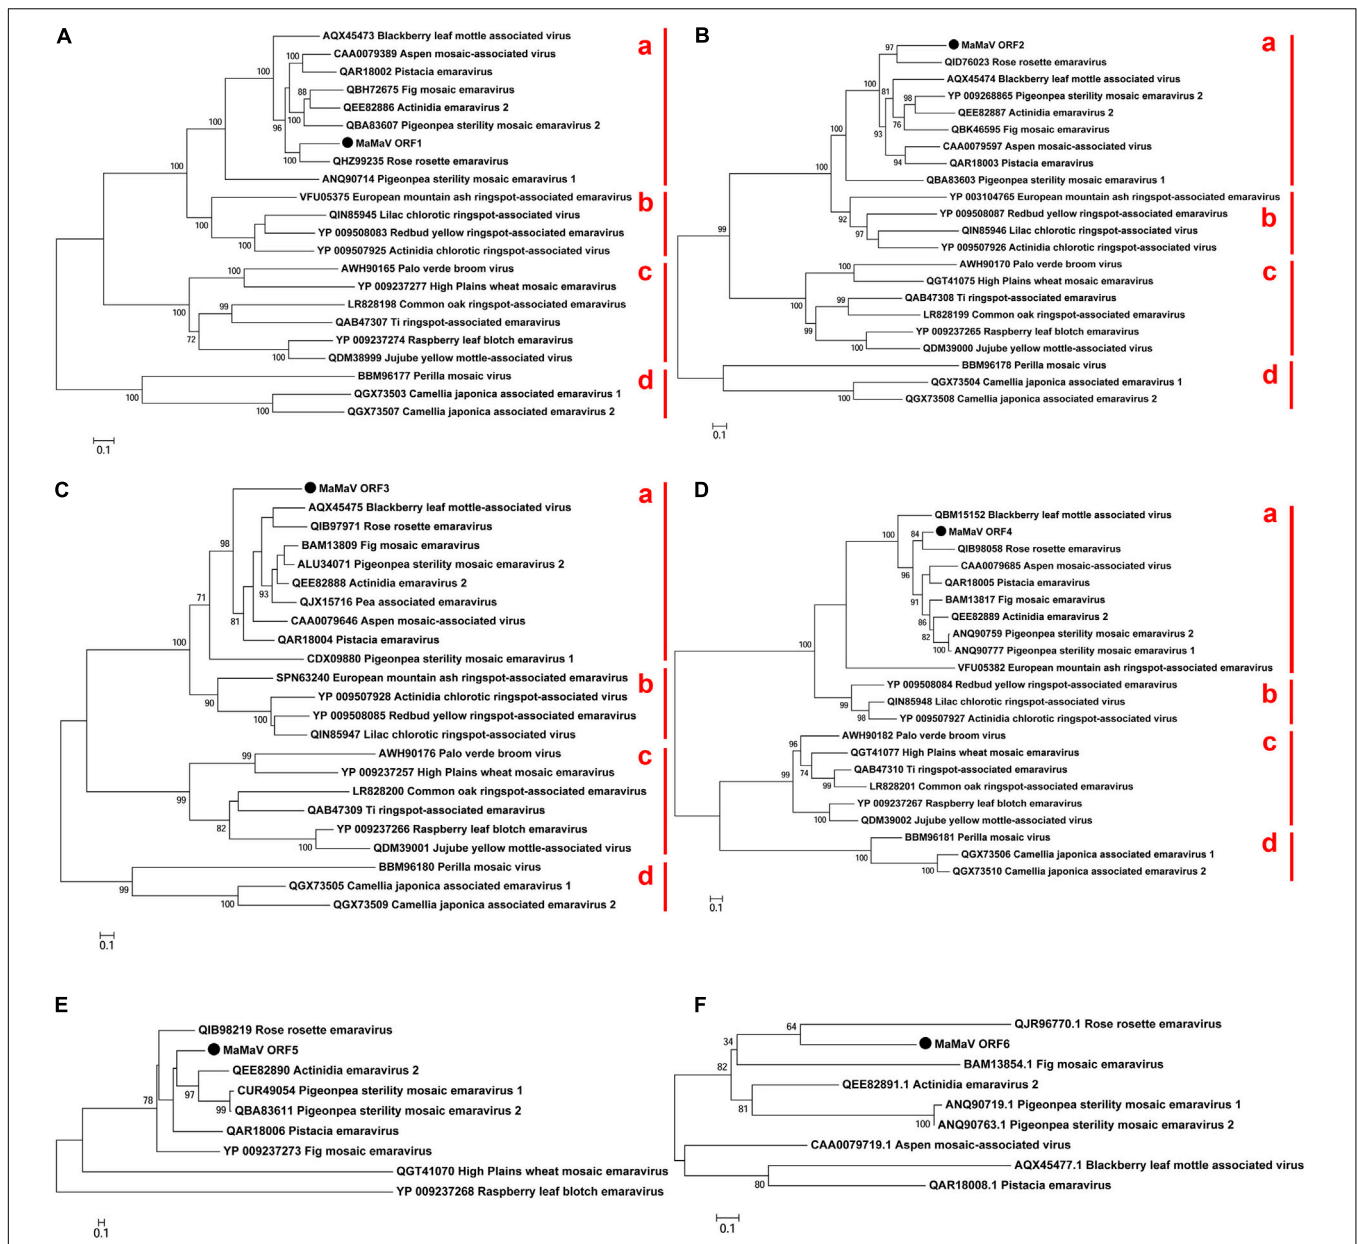 A
AQX45473 Blackberry leaf mottle associated virus
a
CAA0079389 Aspen mosaic-associated virus
100
100
QAR18002 Pistacia emaravirus
88
QBH72675 Fig mosaic emaravirus
QEE82886 Actinidia emaravirus 2
100
QBA83607 Pigeonpea sterility mosaic emaravirus 2
96
100
MaMaV ORF1
100
QHZ99235 Rose rosette emaravirus
100
ANQ90714 Pigeonpea sterility mosaic emaravirus 1
VFU05375 European mountain ash ringspot-associated emaravirus
b
QIN85945 Lilac chlorotic ringspot-associated virus
100
YP 009508083 Redbud yellow ringspot-associated emaravirus
100
YP 009507925 Actinidia chlorotic ringspot-associated virus
AWH90165 Palo verde broom virus
c
100
YP 009237277 High Plains wheat mosaic emaravirus
LR828198 Common oak ringspot-associated emaravirus
99
100
QAB47307 Ti ringspot-associated emaravirus
72
YP 009237274 Raspberry leaf blotch emaravirus
100
QDM38999 Jujube yellow mottle-associated virus
BBM96177 Perilla mosaic virus
d
QGX73503 Camellia japonica associated emaravirus 1
100
100
QGX73507 Camellia japonica associated emaravirus 2
0.1
B
MaMaV ORF2
a
97
QID76023 Rose rosette emaravirus
AQX45474 Blackberry leaf mottle associated virus
100
81
YP 009268865 Pigeonpea sterility mosaic emaravirus 2
98
QEE82887 Actinidia emaravirus 2
76
QBK46595 Fig mosaic emaravirus
93
100
CAA0079597 Aspen mosaic-associated virus
94
QAR18003 Pistacia emaravirus
100
QBA83603 Pigeonpea sterility mosaic emaravirus 1
YP 003104765 European mountain ash ringspot-associated emaravirus
b
YP 009508087 Redbud yellow ringspot-associated emaravirus
92
QIN85946 Lilac chlorotic ringspot-associated virus
97
99
YP 009507926 Actinidia chlorotic ringspot-associated virus
AWH90170 Palo verde broom virus
c
100
QGT41075 High Plains wheat mosaic emaravirus
100
QAB47308 Ti ringspot-associated emaravirus
99
LR828199 Common oak ringspot-associated emaravirus
99
YP 009237265 Raspberry leaf blotch emaravirus
100
QDM39000 Jujube yellow mottle-associated virus
BBM96178 Perilla mosaic virus
d
QGX73504 Camellia japonica associated emaravirus 1
100
QGX73508 Camellia japonica associated emaravirus 2
0.1
C
MaMaV ORF3
a
AQX45475 Blackberry leaf mottle-associated virus
QIB97971 Rose rosette emaravirus
98
BAM13809 Fig mosaic emaravirus
ALU34071 Pigeonpea sterility mosaic emaravirus 2
QEE82888 Actinidia emaravirus 2
93
QJX15716 Pea associated emaravirus
71
CAA0079646 Aspen mosaic-associated virus
81
QAR18004 Pistacia emaravirus
100
CDX09880 Pigeonpea sterility mosaic emaravirus 1
SPN63240 European mountain ash ringspot-associated emaravirus
b
YP 009507928 Actinidia chlorotic ringspot-associated virus
90
YP 009508085 Redbud yellow ringspot-associated emaravirus
100
QIN85947 Lilac chlorotic ringspot-associated virus
AWH90176 Palo verde broom virus
c
99
YP 009237257 High Plains wheat mosaic emaravirus
LR828200 Common oak ringspot-associated emaravirus
99
QAB47309 Ti ringspot-associated emaravirus
82
YP 009237266 Raspberry leaf blotch emaravirus
100
QDM39001 Jujube yellow mottle-associated virus
BBM96180 Perilla mosaic virus
d
QGX73505 Camellia japonica associated emaravirus 1
99
100
QGX73509 Camellia japonica associated emaravirus 2
0.1
D
QBM15152 Blackberry leaf mottle associated virus
a
MaMaV ORF4
84
100
QIB98058 Rose rosette emaravirus
CAA0079685 Aspen mosaic-associated virus
96
QAR18005 Pistacia emaravirus
91
BAM13817 Fig mosaic emaravirus
QEE82889 Actinidia emaravirus 2
86
ANQ90759 Pigeonpea sterility mosaic emaravirus 2
82
100
ANQ90777 Pigeonpea sterility mosaic emaravirus 1
100
VFU05382 European mountain ash ringspot-associated emaravirus
YP 009508084 Redbud yellow ringspot-associated emaravirus
b
QIN85948 Lilac chlorotic ringspot-associated virus
99
98
YP 009507927 Actinidia chlorotic ringspot-associated virus
AWH90182 Palo verde broom virus
c
96
QGT41077 High Plains wheat mosaic emaravirus
74
QAB47310 Ti ringspot-associated emaravirus
99
99
LR828201 Common oak ringspot-associated emaravirus
YP 009237267 Raspberry leaf blotch emaravirus
100
QDM39002 Jujube yellow mottle-associated virus
BBM96181 Perilla mosaic virus
d
100
QGX73506 Camellia japonica associated emaravirus 1
100
QGX73510 Camellia japonica associated emaravirus 2
0.1
E
QIB98219 Rose rosette emaravirus
MaMaV ORF5
QEE82890 Actinidia emaravirus 2
97
CUR49054 Pigeonpea sterility mosaic emaravirus 1
78
99
QBA83611 Pigeonpea sterility mosaic emaravirus 2
QAR18006 Pistacia emaravirus
YP 009237273 Fig mosaic emaravirus
QGT41070 High Plains wheat mosaic emaravirus
YP 009237268 Raspberry leaf blotch emaravirus
0.1
F
QJR96770.1 Rose rosette emaravirus
64
34
MaMaV ORF6
82
BAM13854.1 Fig mosaic emaravirus
QEE82891.1 Actinidia emaravirus 2
81
ANQ90719.1 Pigeonpea sterility mosaic emaravirus 1
100
ANQ90763.1 Pigeonpea sterility mosaic emaravirus 2
CAA0079719.1 Aspen mosaic-associated virus
AQX45477.1 Blackberry leaf mottle associated virus
80
QAR18008.1 Pistacia emaravirus
0.1